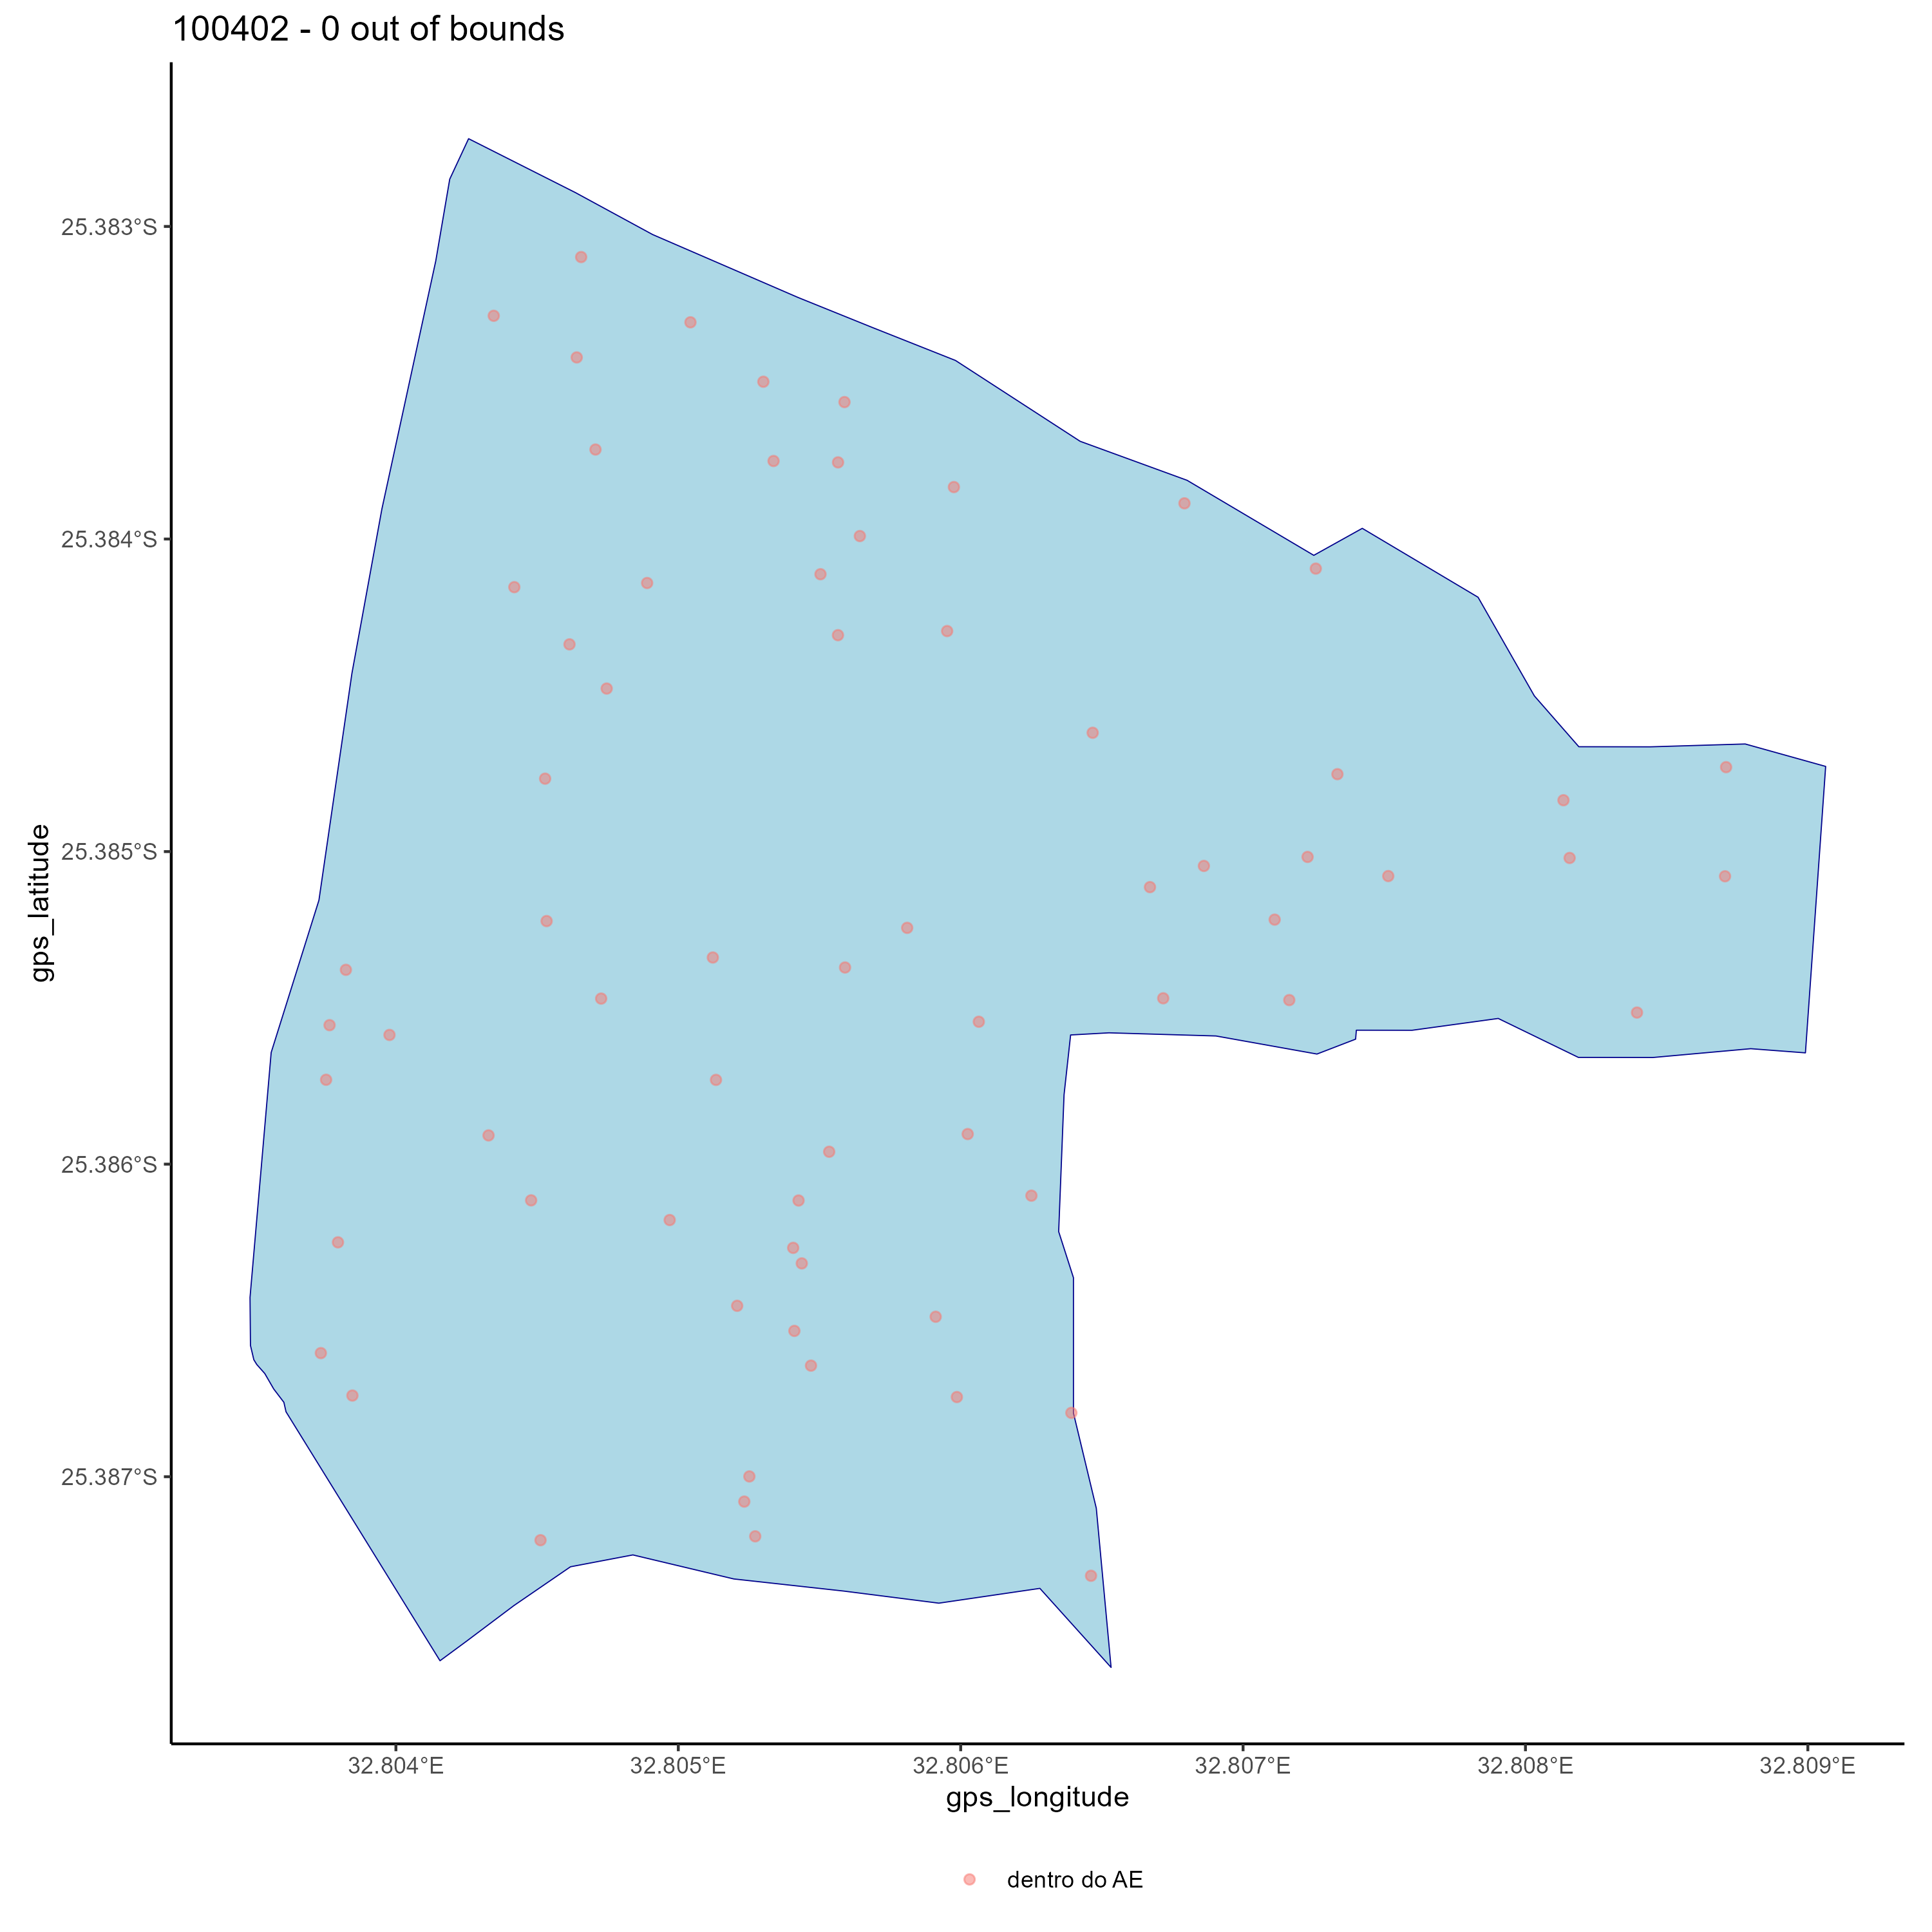 100402 - 0 out of bounds
25.383°S
25.384°S
25.385°S
25.386°S
25.387°S
gps_latitude
32.804°E
32.805°E
32.806°E
32.807°E
32.808°E
32.809°E
gps_longitude
dentro do AE